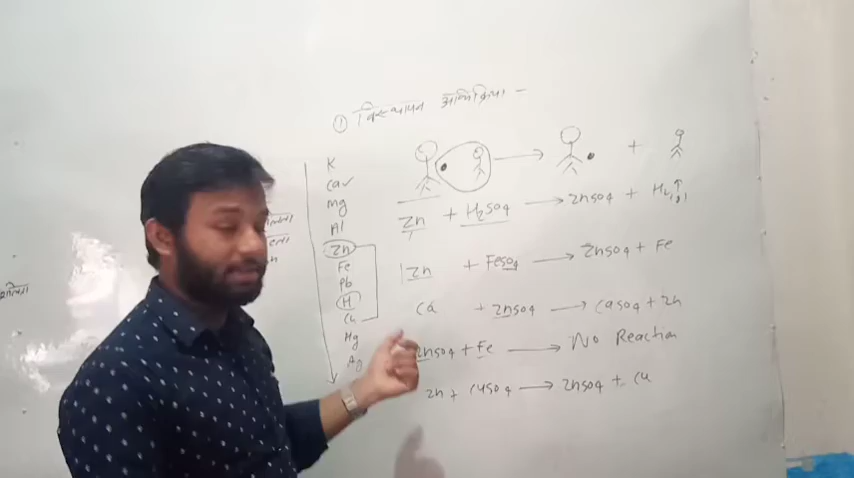 ① विस्थापन अभिक्रिया -
K
Ca
Mg
Al
Zn
Fe
Pb
H
Cu
Hg
Ag
+
Zn + H2SO4 → ZnSO4 + H2(g)↑
Zn + FeSO4 → ZnSO4 + Fe
Ca + ZnSO4 → CaSO4 + Zn
ZnSO4 + Fe → No Reaction
Zn + CuSO4 → ZnSO4 + Cu